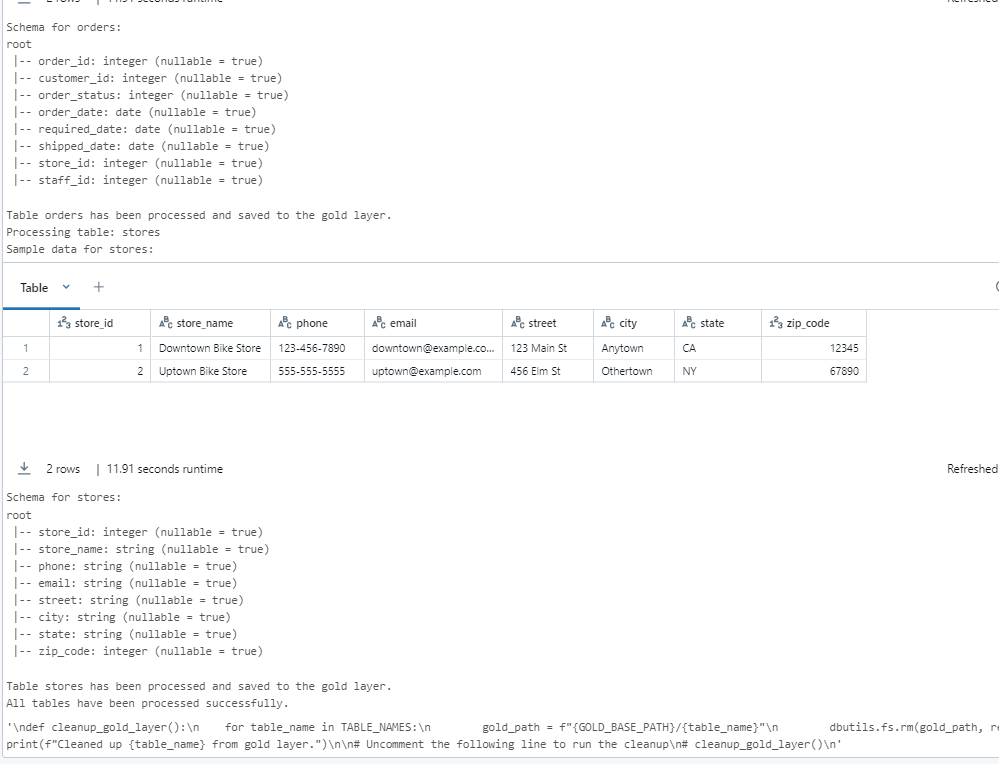 Schema for orders:
root
|-- order_id: integer (nullable = true)
|-- customer_id: integer (nullable = true)
|-- order_status: integer (nullable = true)
|-- order_date: date (nullable = true)
|-- required_date: date (nullable = true)
|-- shipped_date: date (nullable = true)
|-- store_id: integer (nullable = true)
|-- staff_id: integer (nullable = true)
Table orders has been processed and saved to the gold layer.
Processing table: stores
Sample data for stores:
Table +
1²3 store_id ABc store_name ABc phone ABc email ABc street ABc city ABc state 1²3 zip_code
1 1 Downtown Bike Store 123-456-7890 downtown@example.co... 123 Main St Anytown CA 12345
2 2 Uptown Bike Store 555-555-5555 uptown@example.com 456 Elm St Othertown NY 67890
2 rows | 11.91 seconds runtime Refreshed
Schema for stores:
root
|-- store_id: integer (nullable = true)
|-- store_name: string (nullable = true)
|-- phone: string (nullable = true)
|-- email: string (nullable = true)
|-- street: string (nullable = true)
|-- city: string (nullable = true)
|-- state: string (nullable = true)
|-- zip_code: integer (nullable = true)
Table stores has been processed and saved to the gold layer.
All tables have been processed successfully.
'\ndef cleanup_gold_layer():\n    for table_name in TABLE_NAMES:\n        gold_path = f"{GOLD_BASE_PATH}/{table_name}"\n        dbutils.fs.rm(gold_path,
print(f"Cleaned up {table_name} from gold layer.")\n\n# Uncomment the following line to run the cleanup\n# cleanup_gold_layer()\n'